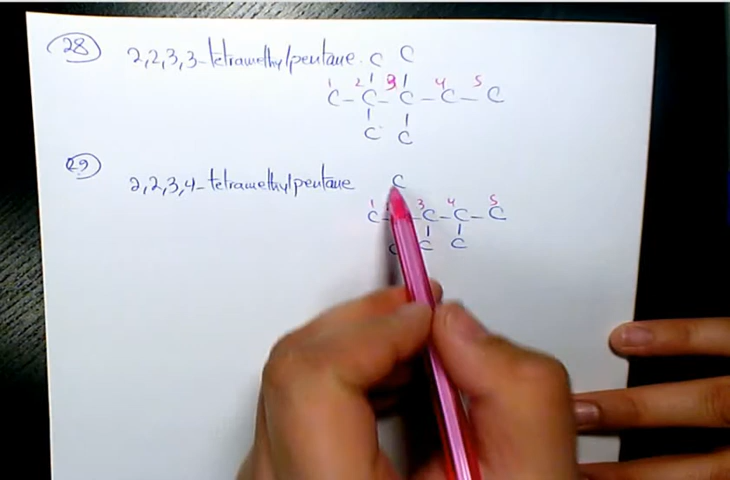 28 2,2,3,3-tetramethylpentane
C C
1 2 3 4 5
C-C-C-C-C
C C
29 2,2,3,4-tetramethylpentane
C
1 3 4 5
C- -C-C-C
C C C